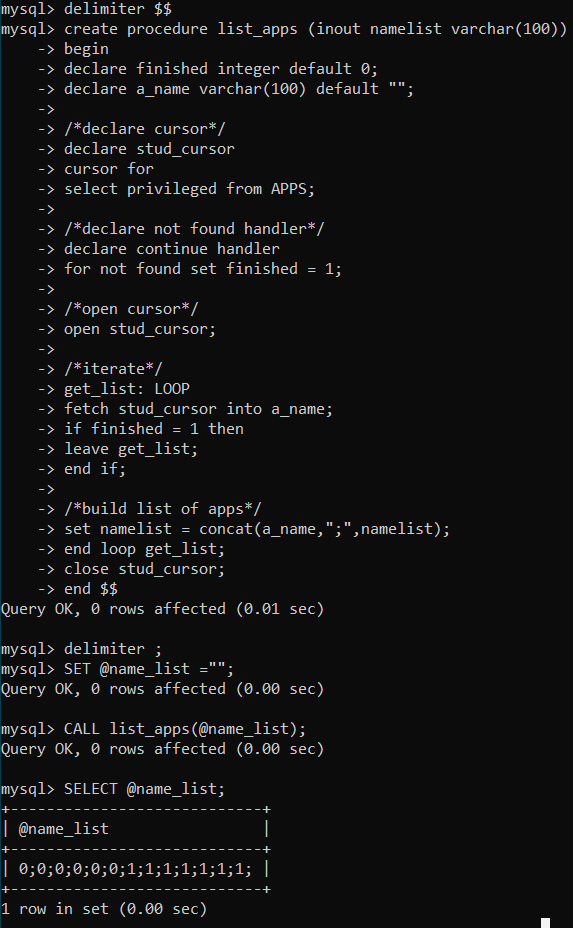 mysql> delimiter $$
mysql> create procedure list_apps (inout namelist varchar(100))
    -> begin
    -> declare finished integer default 0;
    -> declare a_name varchar(100) default "";
    ->
    -> /*declare cursor*/
    -> declare stud_cursor
    -> cursor for
    -> select privileged from APPS;
    ->
    -> /*declare not found handler*/
    -> declare continue handler
    -> for not found set finished = 1;
    ->
    -> /*open cursor*/
    -> open stud_cursor;
    ->
    -> /*iterate*/
    -> get_list: LOOP
    -> fetch stud_cursor into a_name;
    -> if finished = 1 then
    -> leave get_list;
    -> end if;
    ->
    -> /*build list of apps*/
    -> set namelist = concat(a_name,";",namelist);
    -> end loop get_list;
    -> close stud_cursor;
    -> end $$
Query OK, 0 rows affected (0.01 sec)

mysql> delimiter ;
mysql> SET @name_list ="";
Query OK, 0 rows affected (0.00 sec)

mysql> CALL list_apps(@name_list);
Query OK, 0 rows affected (0.00 sec)

mysql> SELECT @name_list;
+----------------------------+
| @name_list                 |
+----------------------------+
| 0;0;0;0;0;0;1;1;1;1;1;1;1; |
+----------------------------+
1 row in set (0.00 sec)